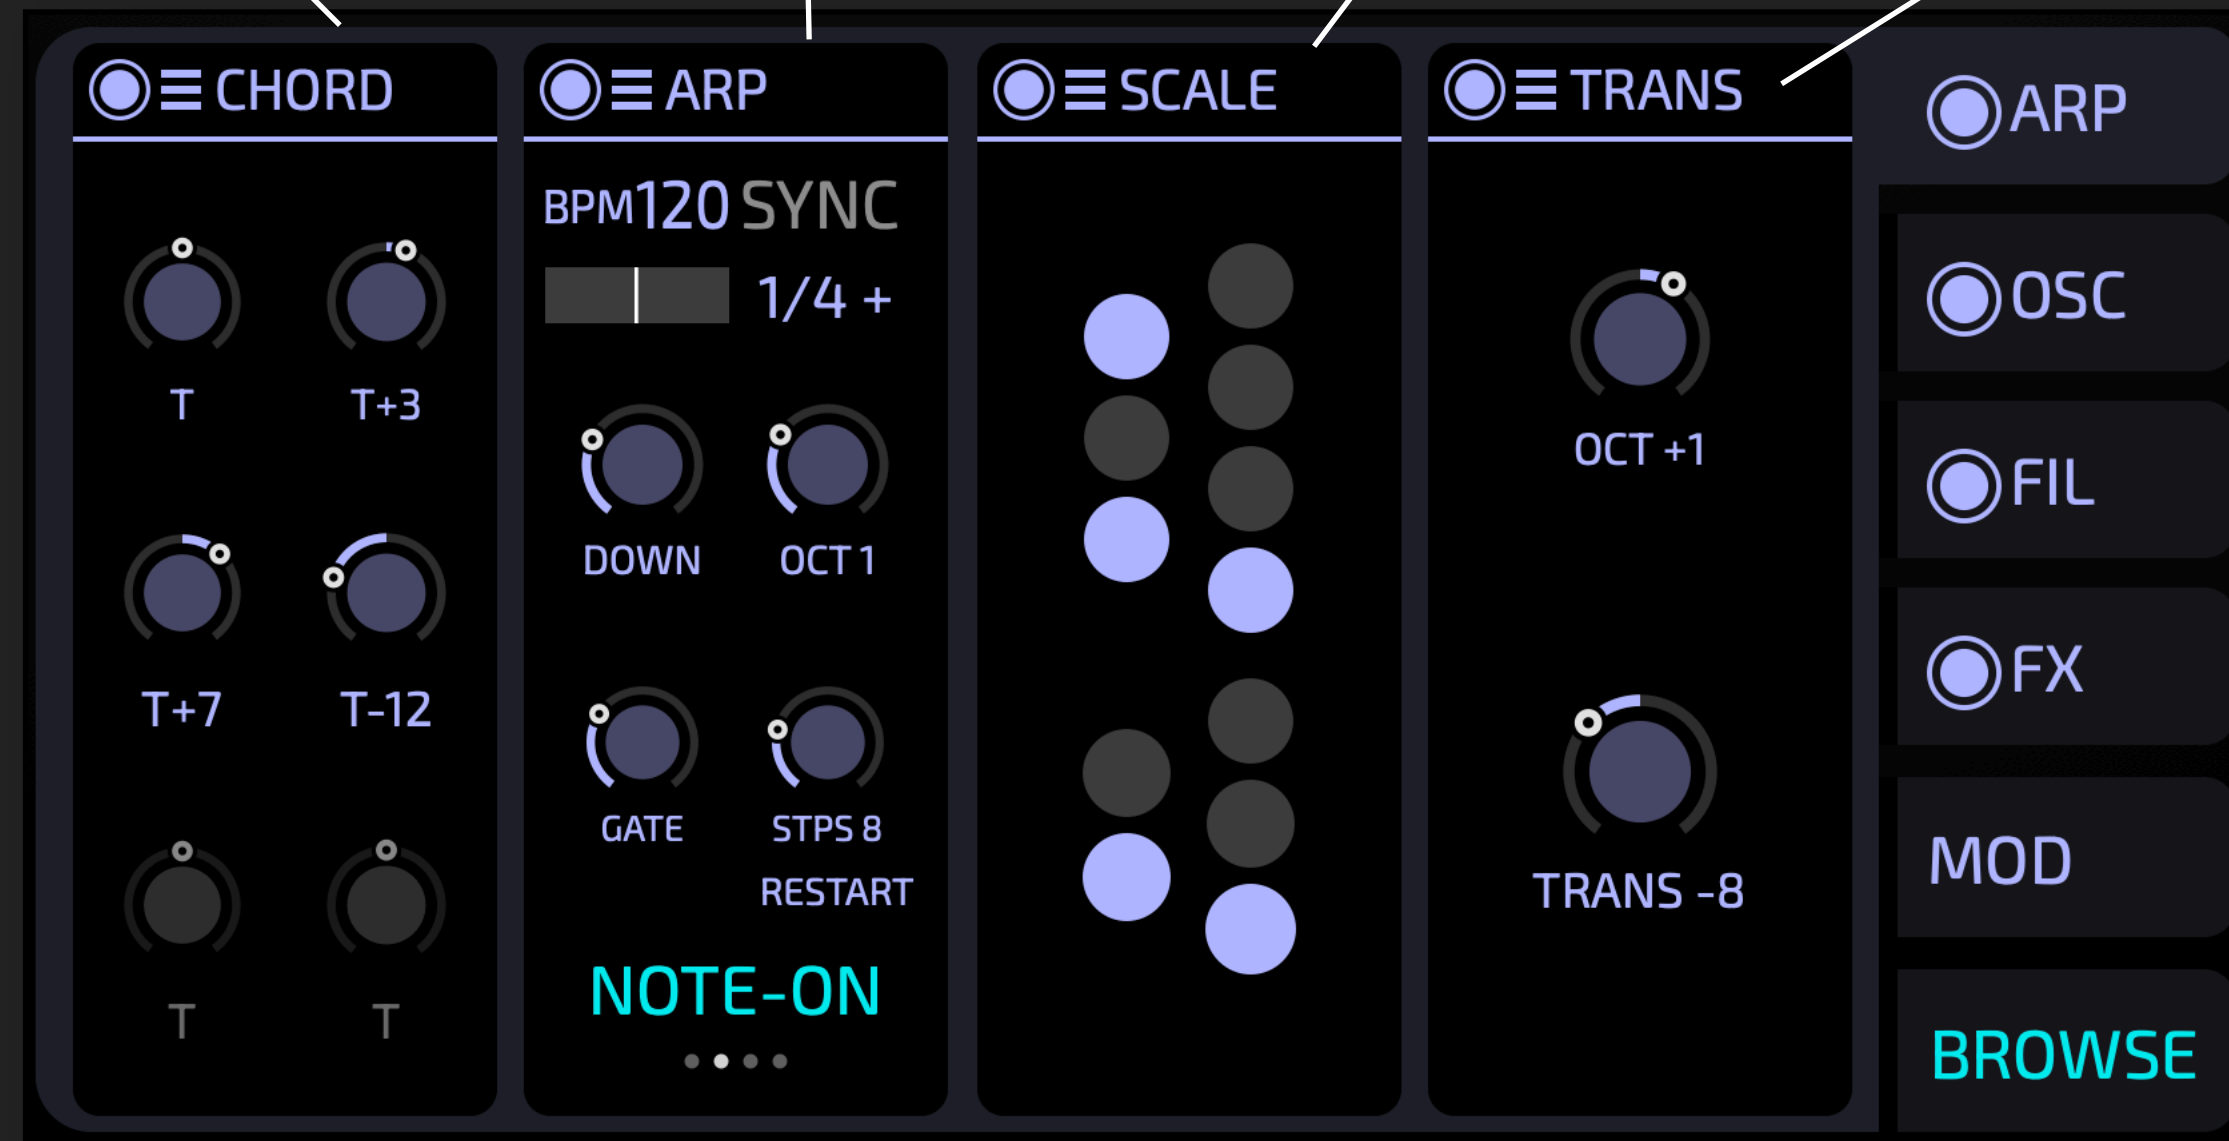 CHORD
T
T+3
T+7
T-12
T
T
ARP
BPM120 SYNC
1/4 +
DOWN
OCT 1
GATE
STPS 8
RESTART
NOTE-ON
SCALE
TRANS
OCT +1
TRANS -8
ARP
OSC
FIL
FX
MOD
BROWSE